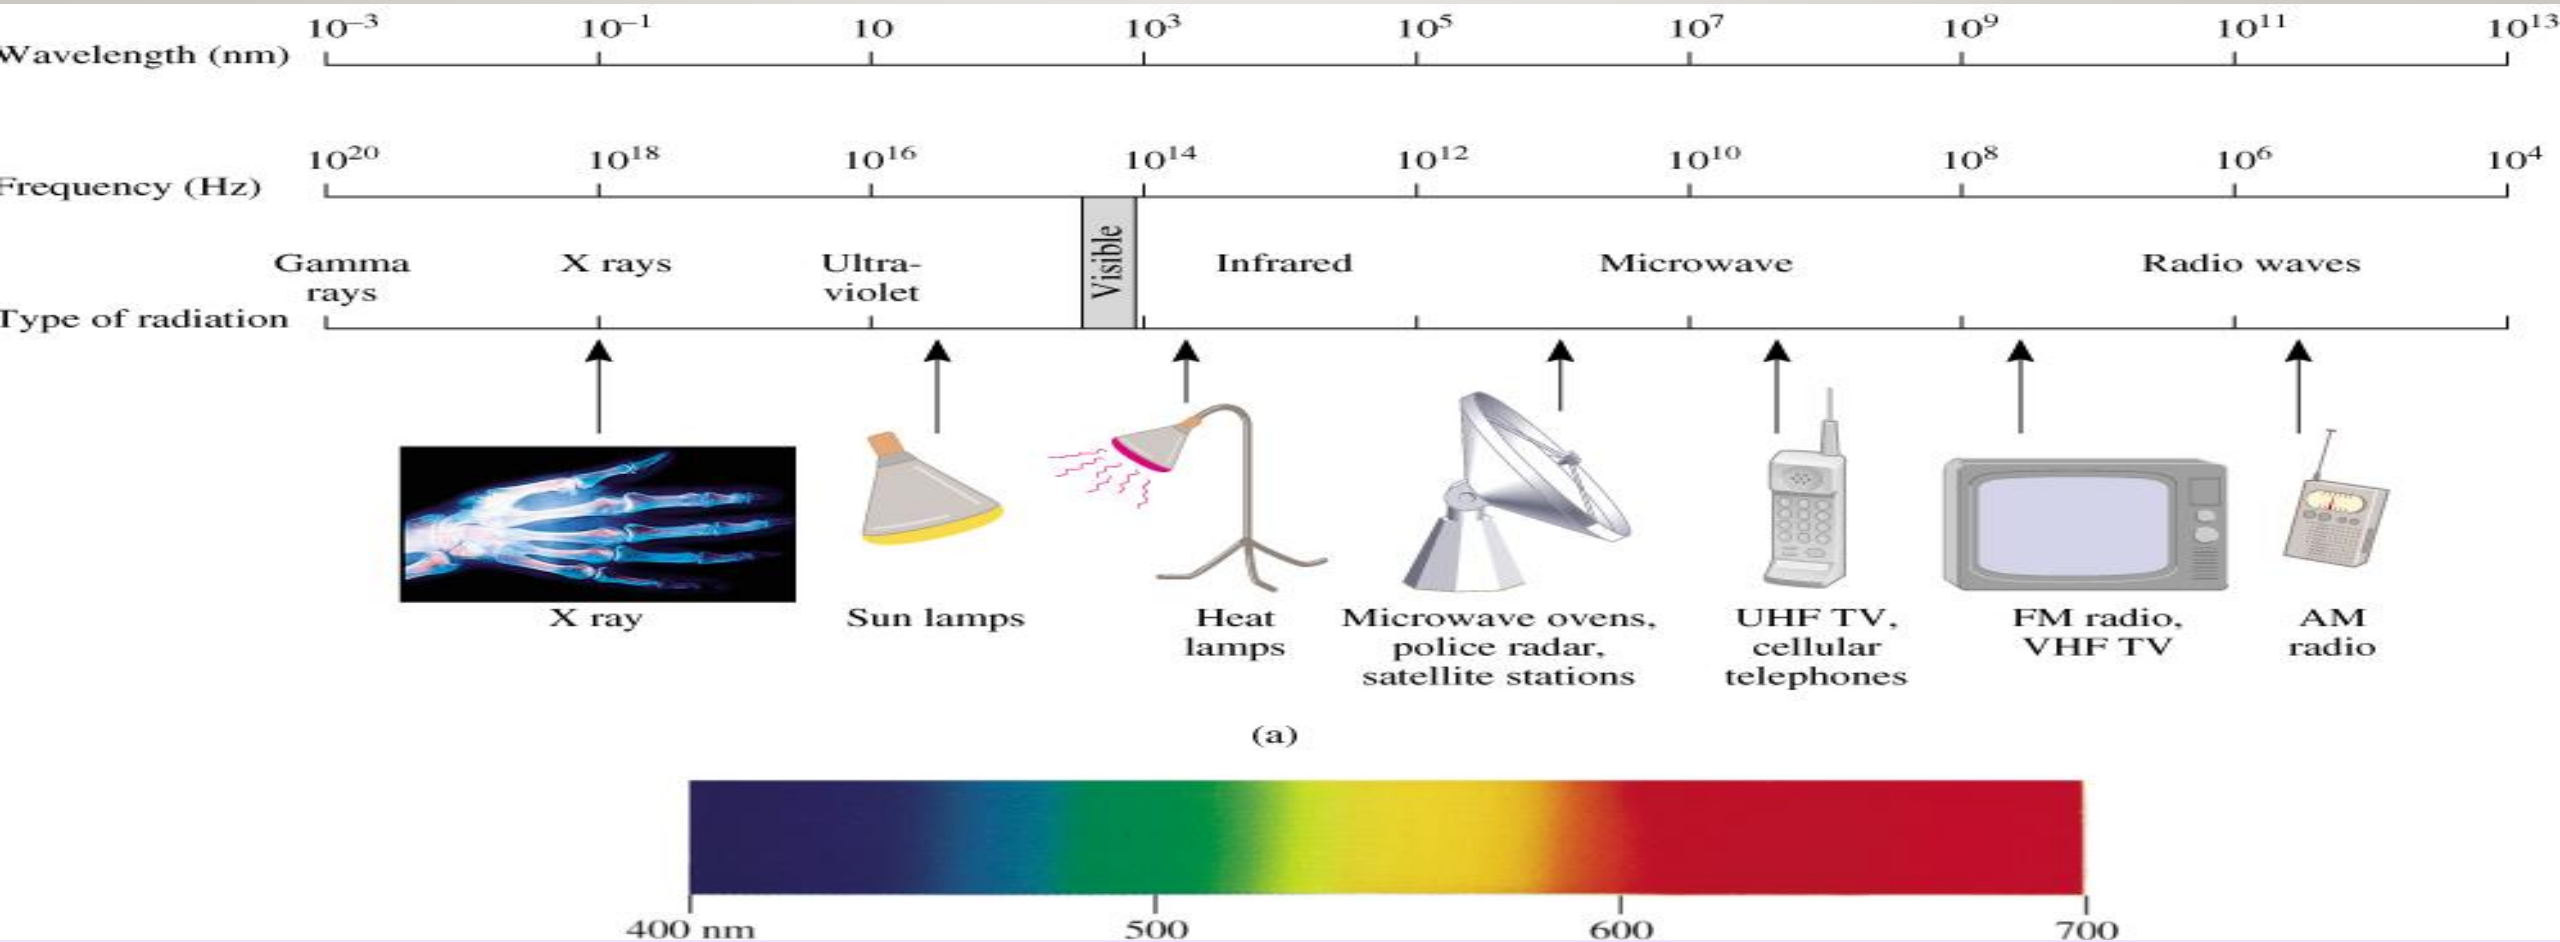 10⁻³ 10⁻¹ 10 10³ 10⁵ 10⁷ 10⁹ 10¹¹ 10¹³
Wavelength (nm)
10²⁰ 10¹⁸ 10¹⁶ 10¹⁴ 10¹² 10¹⁰ 10⁸ 10⁶ 10⁴
Frequency (Hz)
Gamma
rays
X rays
Ultra-
violet
Visible
Infrared
Microwave
Radio waves
Type of radiation
X ray
Sun lamps
Heat
lamps
Microwave ovens,
police radar,
satellite stations
UHF TV,
cellular
telephones
FM radio,
VHF TV
AM
radio
(a)
400 nm 500 600 700